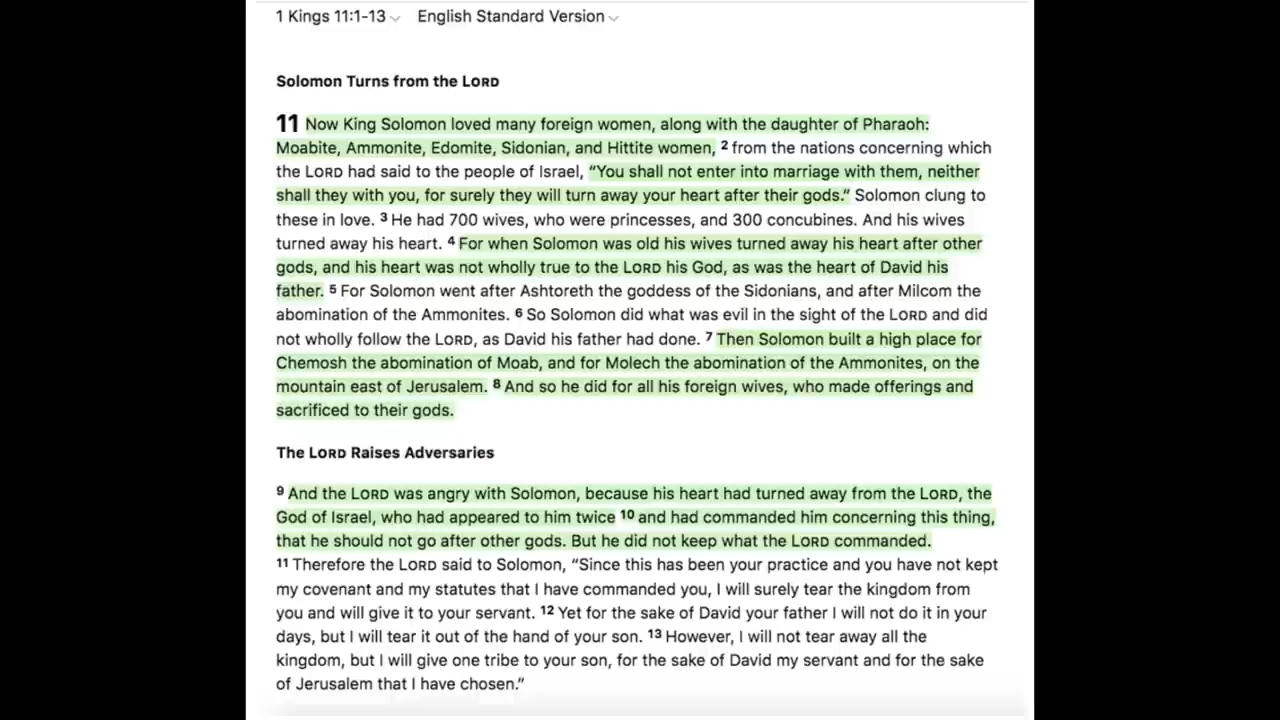 1 Kings 11:1-13 English Standard Version
Solomon Turns from the LORD
11 Now King Solomon loved many foreign women, along with the daughter of Pharaoh:
Moabite, Ammonite, Edomite, Sidonian, and Hittite women, 2 from the nations concerning which
the LORD had said to the people of Israel, “You shall not enter into marriage with them, neither
shall they with you, for surely they will turn away your heart after their gods.” Solomon clung to
these in love. 3 He had 700 wives, who were princesses, and 300 concubines. And his wives
turned away his heart. 4 For when Solomon was old his wives turned away his heart after other
gods, and his heart was not wholly true to the LORD his God, as was the heart of David his
father. 5 For Solomon went after Ashtoreth the goddess of the Sidonians, and after Milcom the
abomination of the Ammonites. 6 So Solomon did what was evil in the sight of the LORD and did
not wholly follow the LORD, as David his father had done. 7 Then Solomon built a high place for
Chemosh the abomination of Moab, and for Molech the abomination of the Ammonites, on the
mountain east of Jerusalem. 8 And so he did for all his foreign wives, who made offerings and
sacrificed to their gods.
The LORD Raises Adversaries
9 And the LORD was angry with Solomon, because his heart had turned away from the LORD, the
God of Israel, who had appeared to him twice 10 and had commanded him concerning this thing,
that he should not go after other gods. But he did not keep what the LORD commanded.
11 Therefore the LORD said to Solomon, “Since this has been your practice and you have not kept
my covenant and my statutes that I have commanded you, I will surely tear the kingdom from
you and will give it to your servant. 12 Yet for the sake of David your father I will not do it in your
days, but I will tear it out of the hand of your son. 13 However, I will not tear away all the
kingdom, but I will give one tribe to your son, for the sake of David my servant and for the sake
of Jerusalem that I have chosen.”